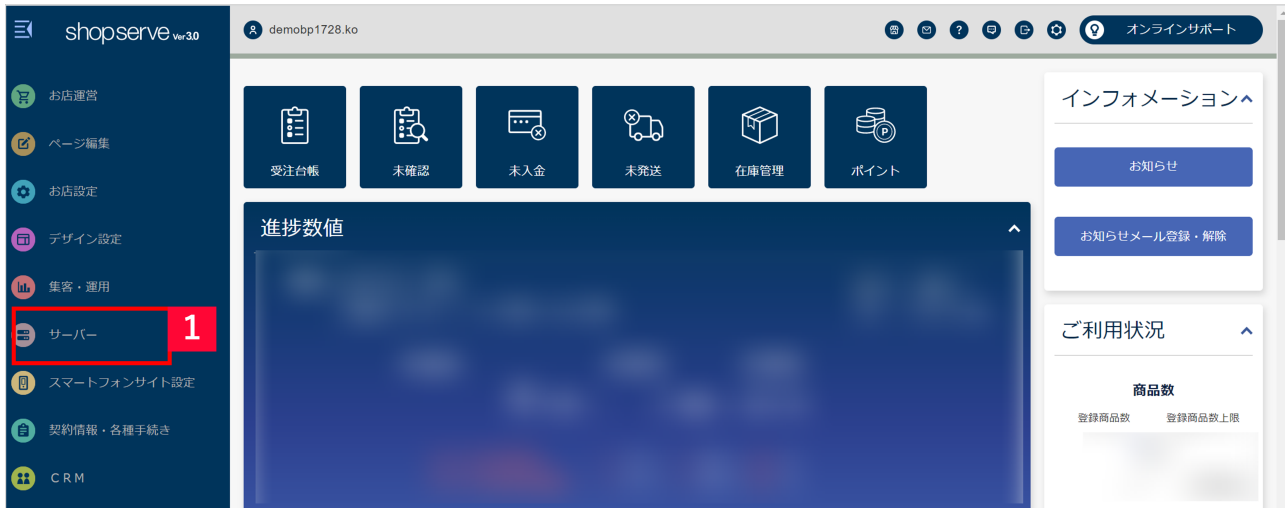 shopserve Ver3.0
demobp1728.ko
オンラインサポート
お店運営
ページ編集
お店設定
デザイン設定
集客・運用
サーバー
1
スマートフォンサイト設定
契約情報・各種手続き
ＣＲＭ
受注台帳
未確認
未入金
未発送
在庫管理
P
ポイント
進捗数値
インフォメーション
お知らせ
お知らせメール登録・解除
ご利用状況
商品数
登録商品数 登録商品数上限